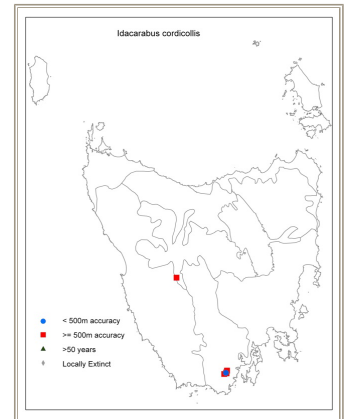 Idacarabus cordicollis
< 500m accuracy
>= 500m accuracy
>50 years
Locally Extinct